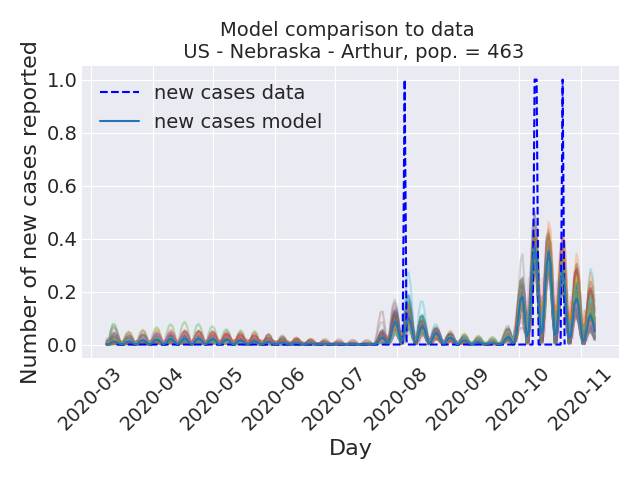 Model comparison to data
US - Nebraska - Arthur, pop. = 463
Number of new cases reported
1.0
0.8
0.6
0.4
0.2
0.0
new cases data
new cases model
2020-03
2020-04
2020-05
2020-06
2020-07
2020-08
2020-09
2020-10
2020-11
Day